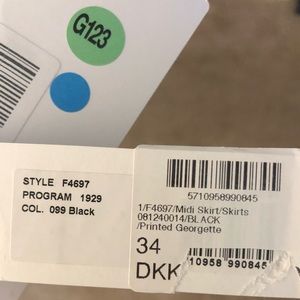 G123
STYLE F4697
PROGRAM 1929
COL. 099 Black
5710958990845
1/F4697/Midi Skirt/Skirts
081240014/BLACK
/Printed Georgette
34
DKK
10958 990845